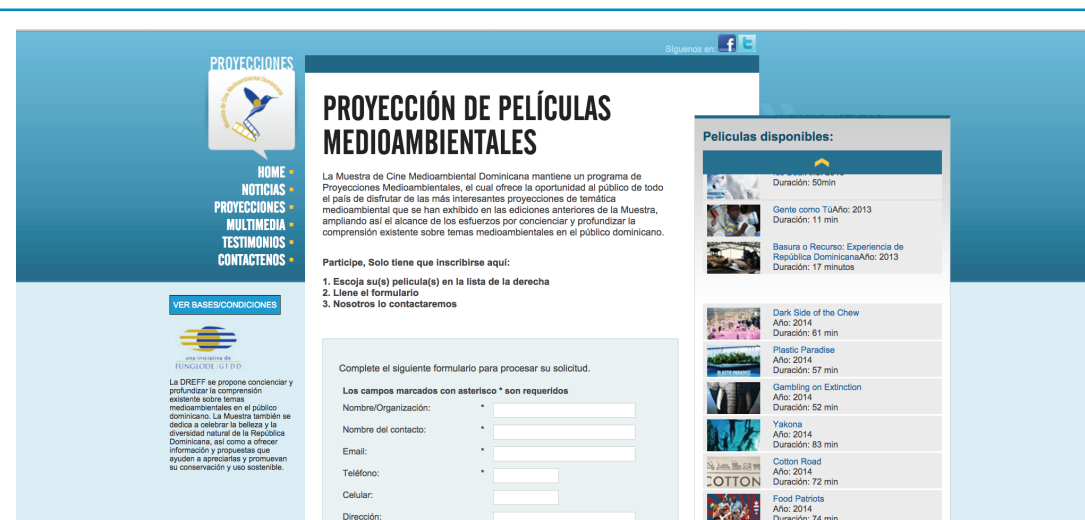 Síguenos en:
PROYECCIONES
Muestra de Cine Medioambiental Dominicana
HOME
NOTICIAS
PROYECCIONES
MULTIMEDIA
TESTIMONIOS
CONTACTENOS
VER BASES/CONDICIONES
una iniciativa de
FUNGLODE/GFDD
La DREFF se propone concienciar y
profundizar la comprensión
existente sobre temas
medioambientales en el público
dominicano. La Muestra también se
dedica a celebrar la belleza y la
diversidad natural de la República
Dominicana, así como a ofrecer
información y propuestas que
ayuden a apreciarlas y promuevan
su conservación y uso sostenible.
PROYECCIÓN DE PELÍCULAS
MEDIOAMBIENTALES
La Muestra de Cine Medioambiental Dominicana mantiene un programa de
Proyecciones Medioambientales, el cual ofrece la oportunidad al público de todo
el país de disfrutar de las más interesantes proyecciones de temática
medioambiental que se han exhibido en las ediciones anteriores de la Muestra,
ampliando así el alcance de los esfuerzos por concienciar y profundizar la
comprensión existente sobre temas medioambientales en el público dominicano.
Participe, Solo tiene que inscribirse aquí:
1. Escoja su(s) pelicula(s) en la lista de la derecha
2. Llene el formulario
3. Nosotros lo contactaremos
Complete el siguiente formulario para procesar su solicitud.
Los campos marcados con asterisco * son requeridos
Nombre/Organización: *
Nombre del contacto: *
Email: *
Teléfono: *
Celular:
Dirección:
Peliculas disponibles:
Duración: 50min
Gente como TúAño: 2013
Duración: 11 min
Basura o Recurso: Experiencia de
República DominicanaAño: 2013
Duración: 17 minutos
Dark Side of the Chew
Año: 2014
Duración: 61 min
Plastic Paradise
Año: 2014
Duración: 57 min
PLASTIC PARADISE
Gambling on Extinction
Año: 2014
Duración: 52 min
Yakona
Año: 2014
Duración: 83 min
Cotton Road
Año: 2014
Duración: 72 min
COTTON
Food Patriots
Año: 2014
Duración: 74 min